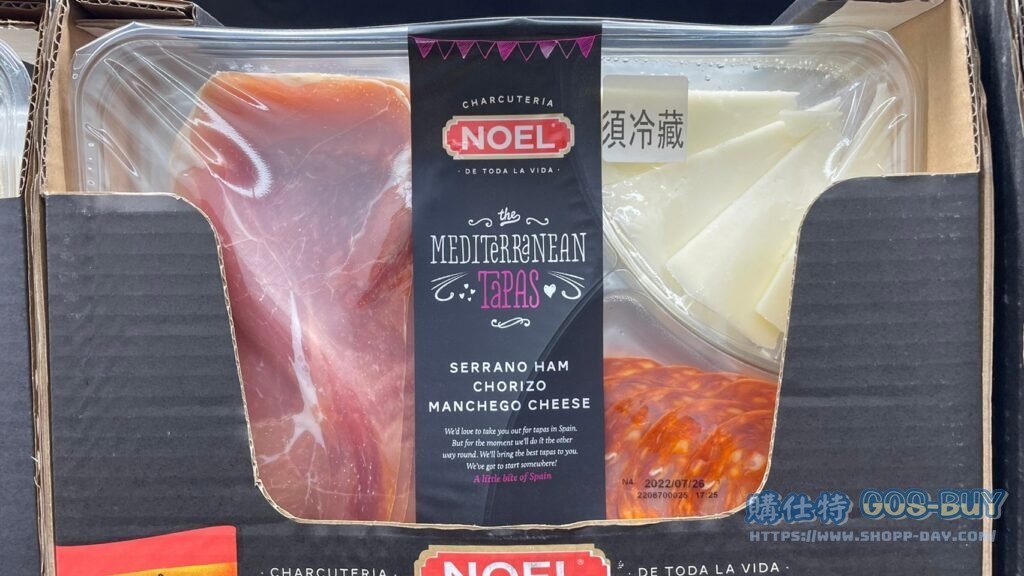 CHARCUTERIA
NOEL
· DE TODA LA VIDA ·
須冷藏
the
MEDITERRANEAN
TAPAS
SERRANO HAM
CHORIZO
MANCHEGO CHEESE
We'd love to take you out for tapas in Spain.
But for the moment we'll do it the other
way round. We'll bring the best tapas to you.
We've got to start somewhere!
A little bite of Spain
N4 2022/07/26
2206700025 17:25
購仕特 GOS-BUY
HTTPS://WWW.SHOPP-DAY.COM/
· CHARCUTERIA ·
NOEL®
· DE TODA LA VIDA ·